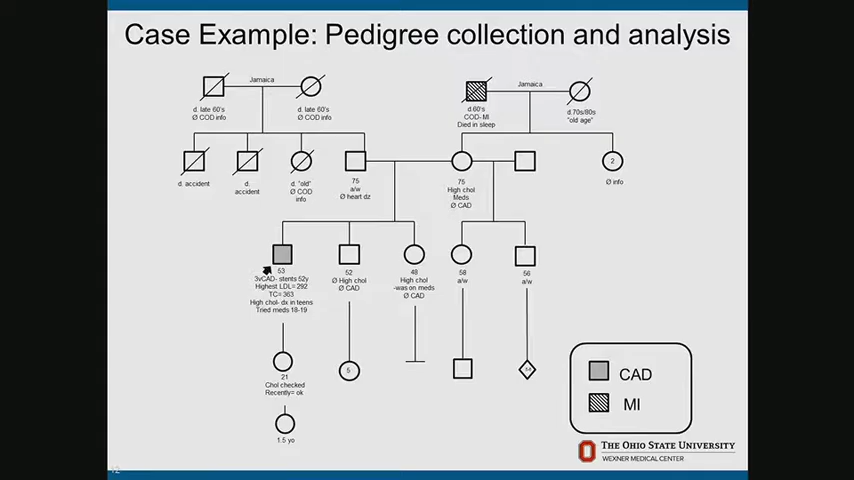 Case Example: Pedigree collection and analysis
Jamaica
Jamaica
d. late 60's
Ø COD info
d. late 60's
Ø COD info
d.60's
COD- MI
Died in sleep
d.70s/80s
"old age"
d. accident
d.
accident
d. "old"
Ø COD
info
75
a/w
Ø heart dz
75
High chol
Meds
Ø CAD
2
Ø info
53
3vCAD- stents 52y
Highest LDL= 292
TC= 363
High chol- dx in teens
Tried meds 18-19
52
Ø High chol
Ø CAD
48
High chol
-was on meds
Ø CAD
58
a/w
56
a/w
21
Chol checked
Recently= ok
5
1.5 yo
CAD
MI
THE OHIO STATE UNIVERSITY
WEXNER MEDICAL CENTER
12